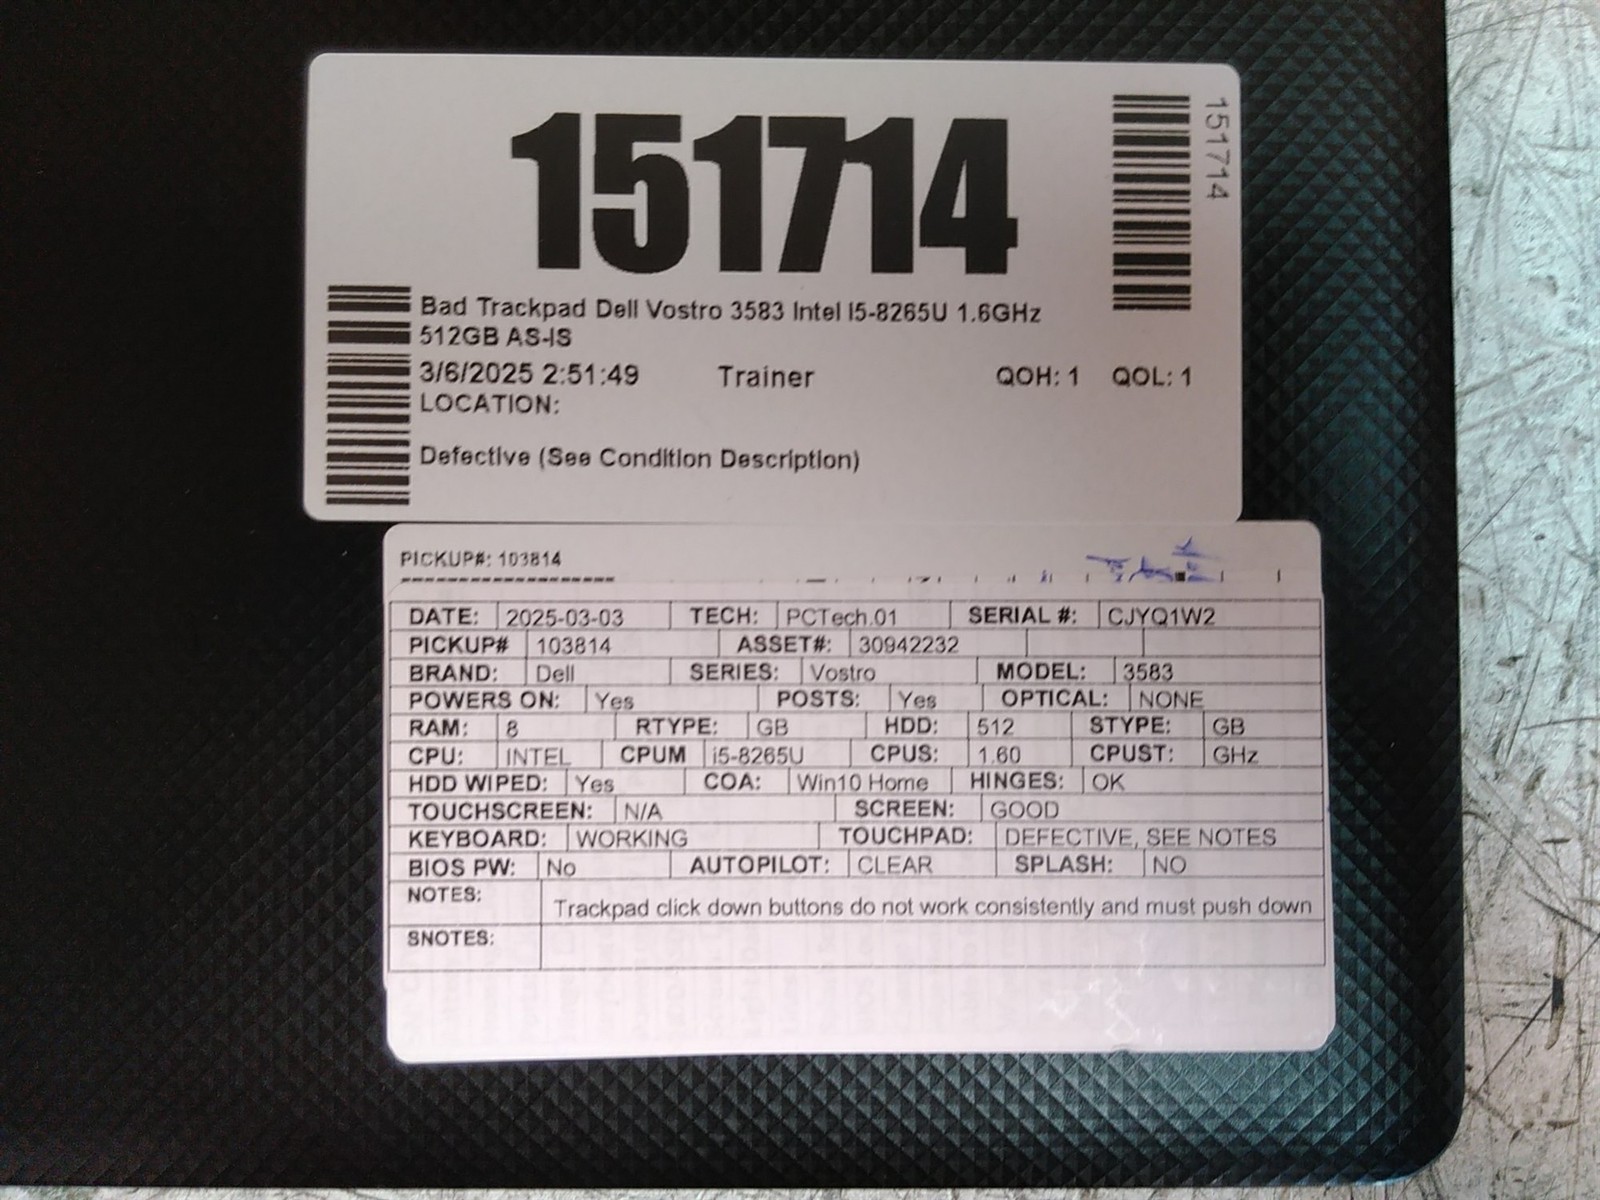 151714
151714
Bad Trackpad Dell Vostro 3583 Intel I5-8265U 1.6GHz
512GB AS-IS
3/6/2025 2:51:49 Trainer QOH: 1 QOL: 1
LOCATION:
Defective (See Condition Description)
PICKUP#: 103814
DATE: 2025-03-03 TECH: PCTech.01 SERIAL #: CJYQ1W2
PICKUP# 103814 ASSET#: 30942232
BRAND: Dell SERIES: Vostro MODEL: 3583
POWERS ON: Yes POSTS: Yes OPTICAL: NONE
RAM: 8 RTYPE: GB HDD: 512 STYPE: GB
CPU: INTEL CPUM i5-8265U CPUS: 1.60 CPUST: GHz
HDD WIPED: Yes COA: Win10 Home HINGES: OK
TOUCHSCREEN: N/A SCREEN: GOOD
KEYBOARD: WORKING TOUCHPAD: DEFECTIVE, SEE NOTES
BIOS PW: No AUTOPILOT: CLEAR SPLASH: NO
NOTES: Trackpad click down buttons do not work consistently and must push down
SNOTES: